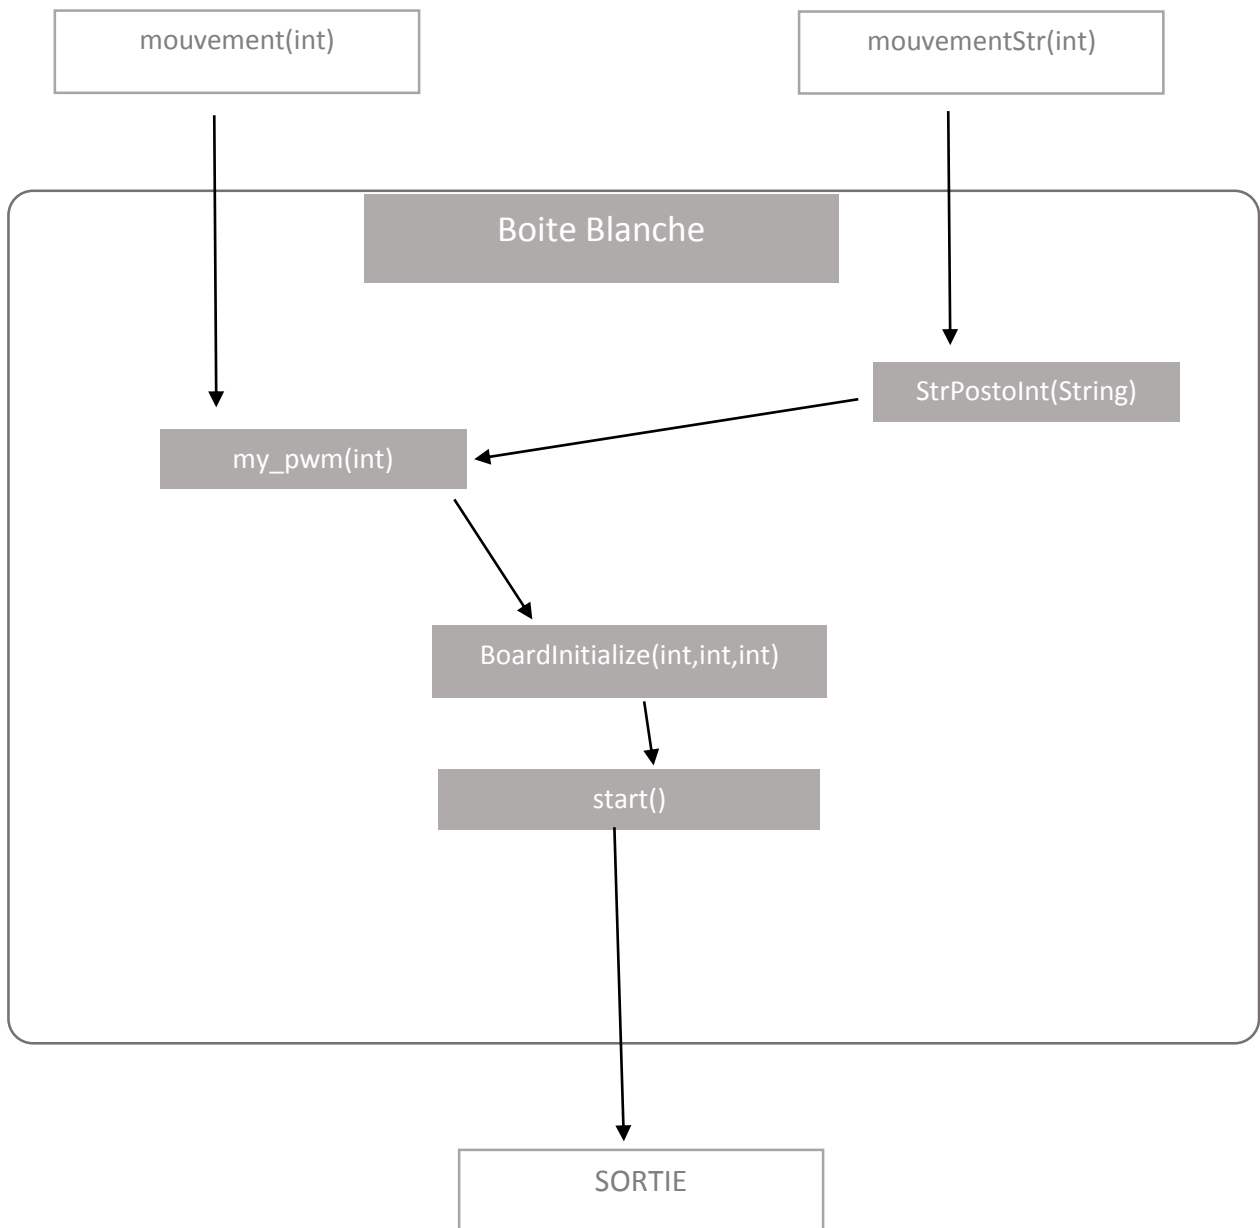 mouvement(int)
mouvementStr(int)
Boite Blanche
StrPostoInt(String)
my_pwm(int)
BoardInitialize(int,int,int)
start()
SORTIE